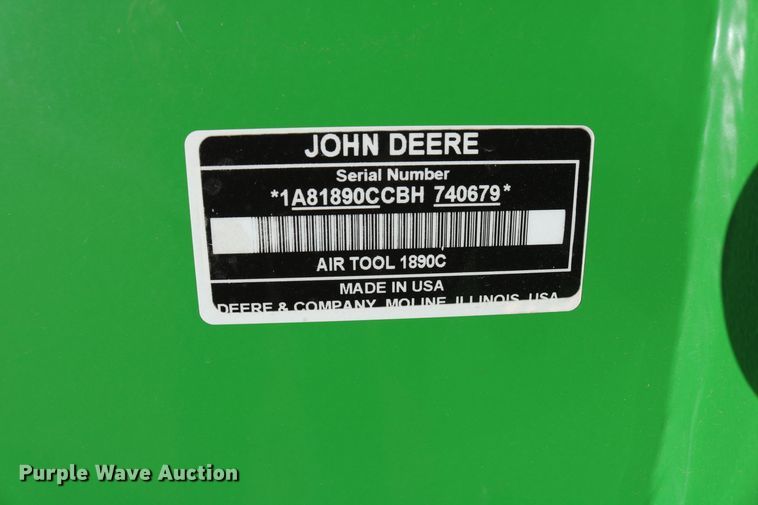 JOHN DEERE
Serial Number
*1A81890CCBH 740679*
AIR TOOL 1890C
MADE IN USA
DEERE & COMPANY MOLINE, ILLINOIS USA
Purple Wave Auction